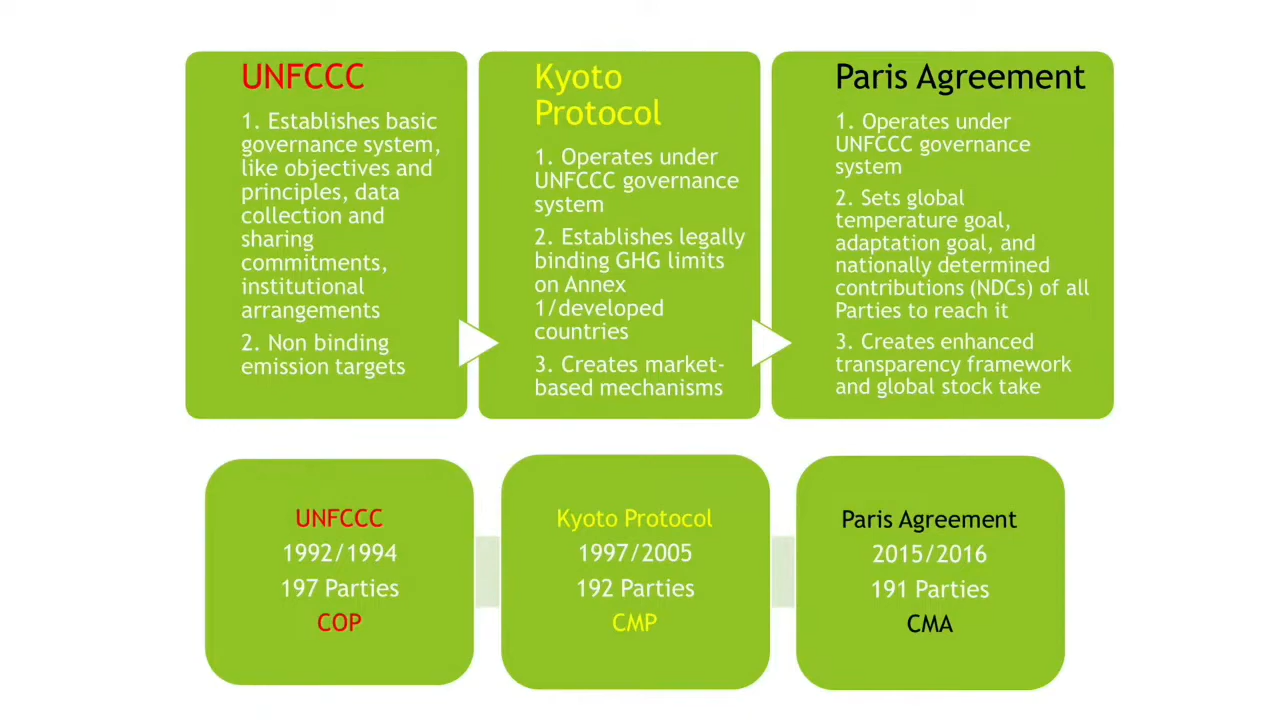 UNFCCC
1. Establishes basic
governance system,
like objectives and
principles, data
collection and
sharing
commitments,
institutional
arrangements
2. Non binding
emission targets
Kyoto
Protocol
1. Operates under
UNFCCC governance
system
2. Establishes legally
binding GHG limits
on Annex
1/developed
countries
3. Creates market-
based mechanisms
Paris Agreement
1. Operates under
UNFCCC governance
system
2. Sets global
temperature goal,
adaptation goal, and
nationally determined
contributions (NDCs) of all
Parties to reach it
3. Creates enhanced
transparency framework
and global stock take
UNFCCC
1992/1994
197 Parties
COP
Kyoto Protocol
1997/2005
192 Parties
CMP
Paris Agreement
2015/2016
191 Parties
CMA